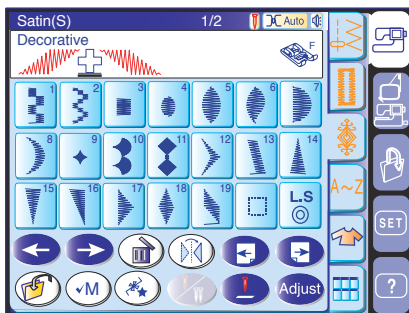 Satin(S) 1/2 Auto
Decorative F
1 2 3 4 5 6 7
8 9 10 11 12 13 14
15 16 17 18 19 L.S
A~Z
SET
✓M Adjust
?